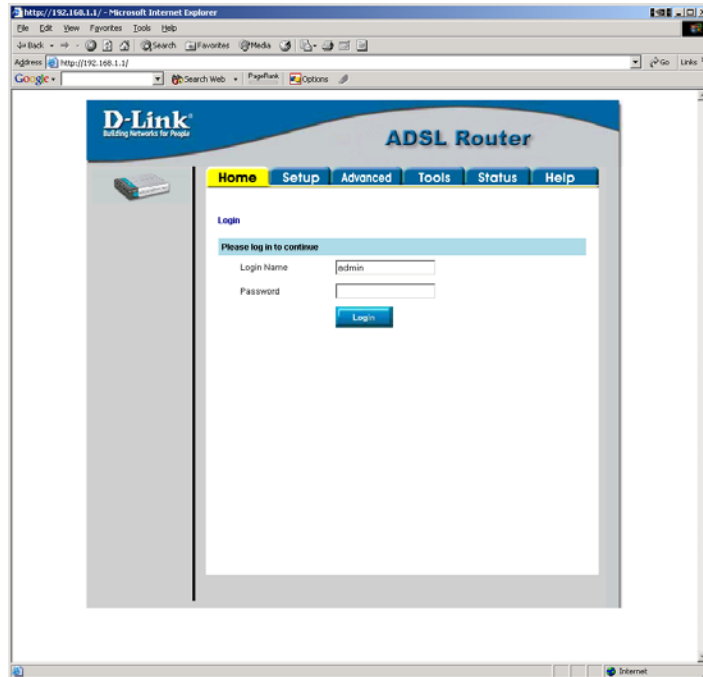 http://192.168.1.1/ - Microsoft Internet Explorer
File Edit View Favorites Tools Help
Back Search Favorites Media
Address http://192.168.1.1/ Go Links
Google Search Web PageRank Options
D-Link
Building Networks for People
ADSL Router
Home Setup Advanced Tools Status Help
Login
Please log in to continue
Login Name admin
Password
Login
Internet